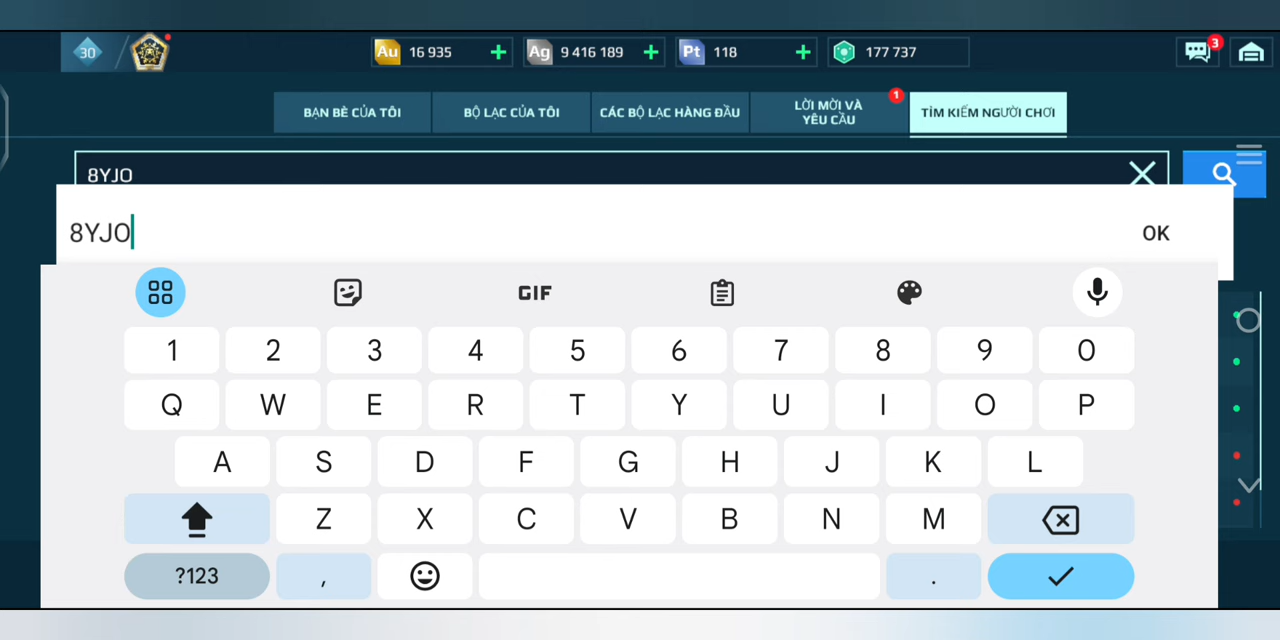 30 Au 16 935 + Ag 9 416 189 + Pt 118 + 177 737 3
BẠN BÈ CỦA TÔI BỘ LẠC CỦA TÔI CÁC BỘ LẠC HÀNG ĐẦU LỜI MỜI VÀ YÊU CẦU 1 TÌM KIẾM NGƯỜI CHƠI
8YJO
8YJO OK
GIF
1 2 3 4 5 6 7 8 9 0
Q W E R T Y U I O P
A S D F G H J K L
Z X C V B N M
?123 , .